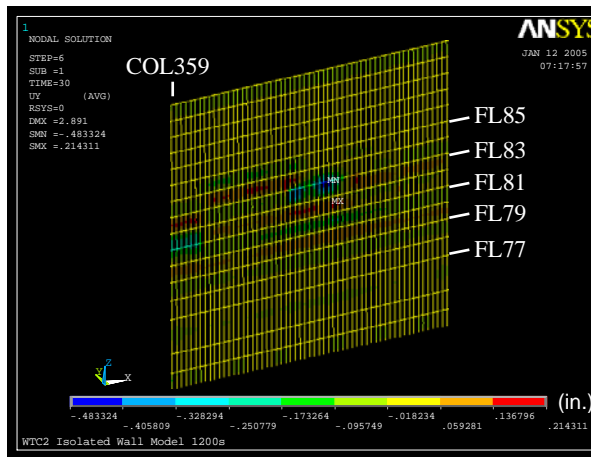 1
NODAL SOLUTION
STEP=6
SUB =1
TIME=30
UY (AVG)
RSYS=0
DMX =2.891
SMN =-.483324
SMX =.214311
ANSYS
JAN 12 2005
07:17:57
COL359
FL85
FL83
FL81
FL79
FL77
MN
MX
Z
Y
X
(in.)
-.483324 -.328294 -.173264 -.018234 .136796
-.405809 -.250779 -.095749 .059281 .214311
WTC2 Isolated Wall Model 1200s